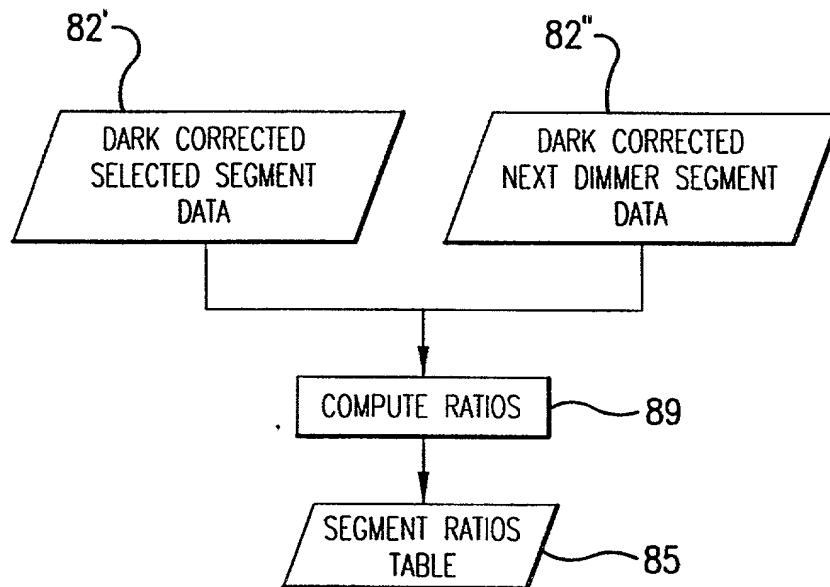 82'
82"
DARK CORRECTED
SELECTED SEGMENT
DATA
DARK CORRECTED
NEXT DIMMER SEGMENT
DATA
COMPUTE RATIOS
89
SEGMENT RATIOS
TABLE
85